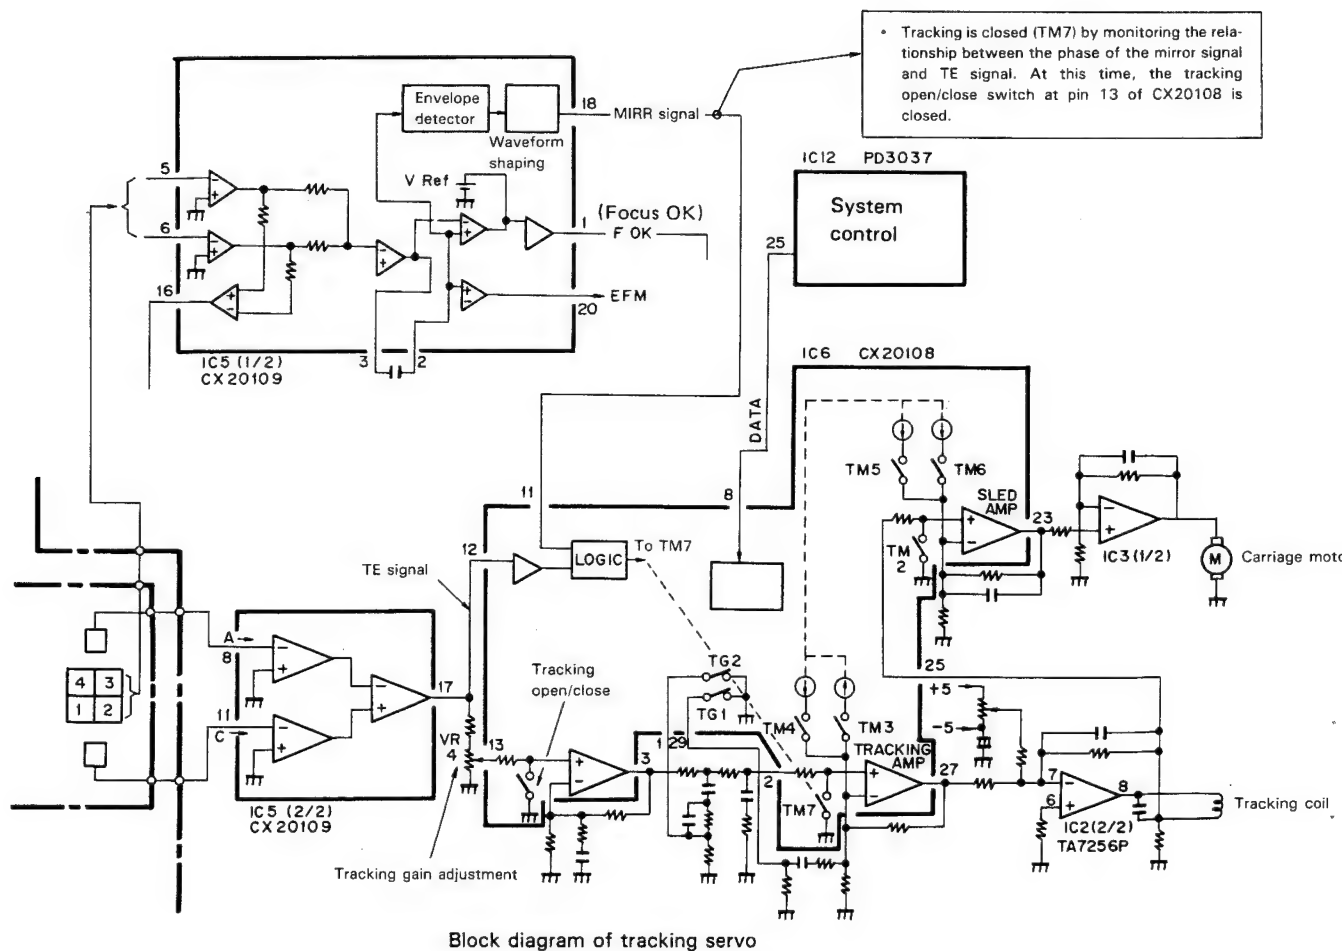 • Tracking is closed (TM7) by monitoring the rela-
tionship between the phase of the mirror signal
and TE signal. At this time, the tracking
open/close switch at pin 13 of CX20108 is
closed.
Envelope
detector
18
MIRR signal
Waveform
shaping
IC12 PD3037
System
control
25
5
V Ref
(Focus OK)
1
F OK
6
16
EFM
20
IC5 (1/2)
CX20109
3
2
IC6 CX20108
DATA
TM5
TM6
11
8
SLED
AMP
23
12
LOGIC
To TM7
TM
2
IC3 (1/2)
M
Carriage moto
TE signal
A
8
4
3
1
2
11
C
17
Tracking
open/close
TG2
TG1
25
+5
-5
TM4
TM3
VR
4
13
1
29
3
2
TRACKING
AMP
27
7
6
8
Tracking coil
TM7
IC2(2/2)
TA7256P
IC5 (2/2)
CX20109
Tracking gain adjustment
Block diagram of tracking servo